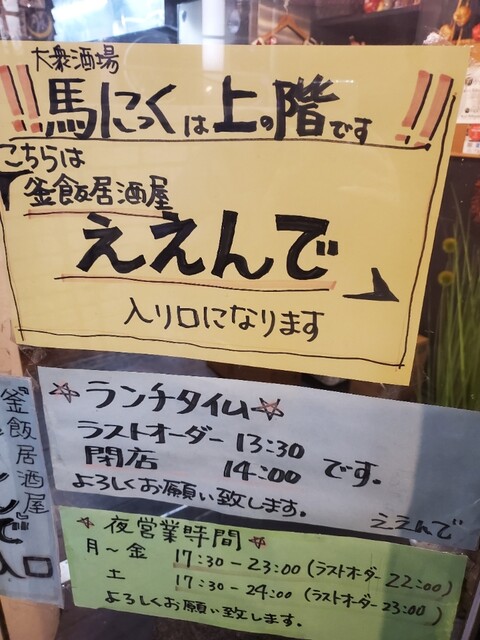 大衆酒場
!!馬にっくは上の階です!!
こちらは
釜飯居酒屋
ええんで
入り口になります
☆ランチタイム☆
ラストオーダー 13:30
閉店 14:00 です。
よろしくお願い致します。
ええんで
☆夜営業時間☆
月～金 17:30－23:00(ラストオーダー22:00)
土 17:30－24:00(ラストオーダー23:00)
よろしくお願い致します。
釜飯居酒屋
んで
入口